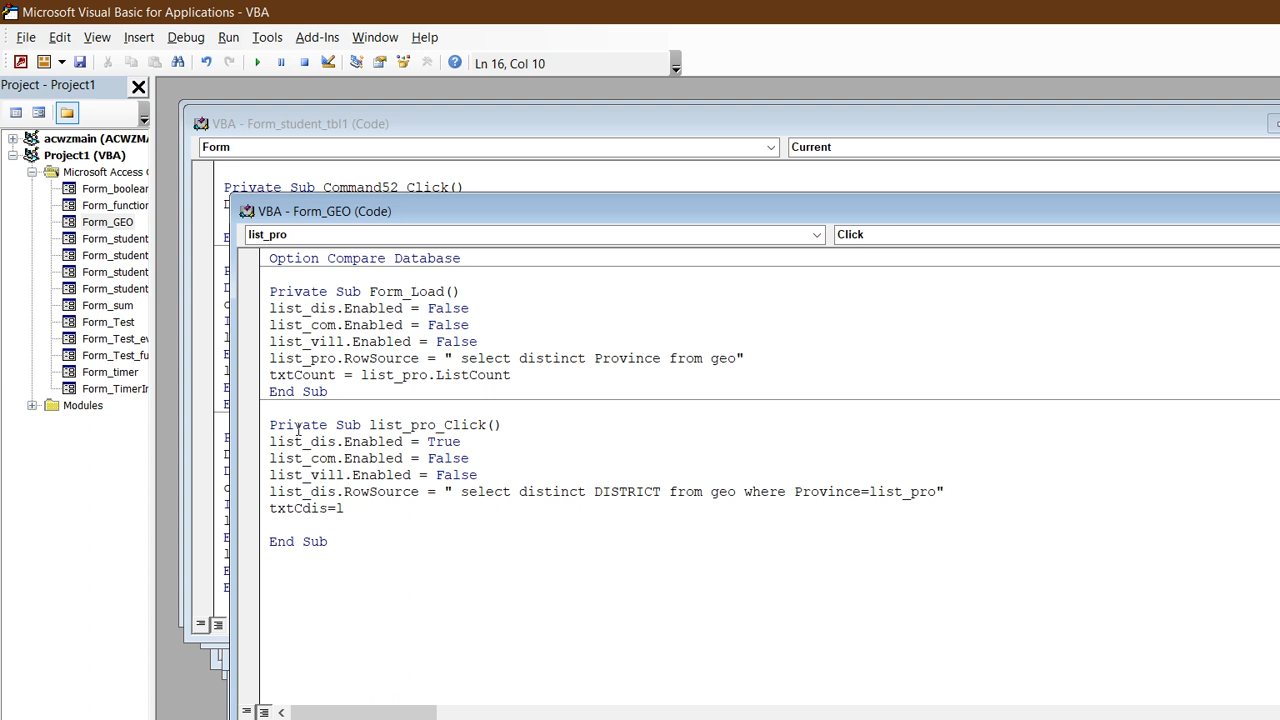 Microsoft Visual Basic for Applications - VBA
File Edit View Insert Debug Run Tools Add-Ins Window Help
Ln 16, Col 10
Project - Project1
acwzmain (ACWZM
Project1 (VBA)
Microsoft Access
Form_boolear
Form_function
Form_GEO
Form_student
Form_student
Form_student
Form_student
Form_sum
Form_Test
Form_Test_ev
Form_Test_fu
Form_timer
Form_TimerIr
Modules
VBA - Form_student_tbl1 (Code)
Form
Current
Private Sub Command52_Click()
VBA - Form_GEO (Code)
list_pro
Click
Option Compare Database
Private Sub Form_Load()
list_dis.Enabled = False
list_com.Enabled = False
list_vill.Enabled = False
list_pro.RowSource = " select distinct Province from geo"
txtCount = list_pro.ListCount
End Sub
Private Sub list_pro_Click()
list_dis.Enabled = True
list_com.Enabled = False
list_vill.Enabled = False
list_dis.RowSource = " select distinct DISTRICT from geo where Province=list_pro"
txtCdis=l
End Sub